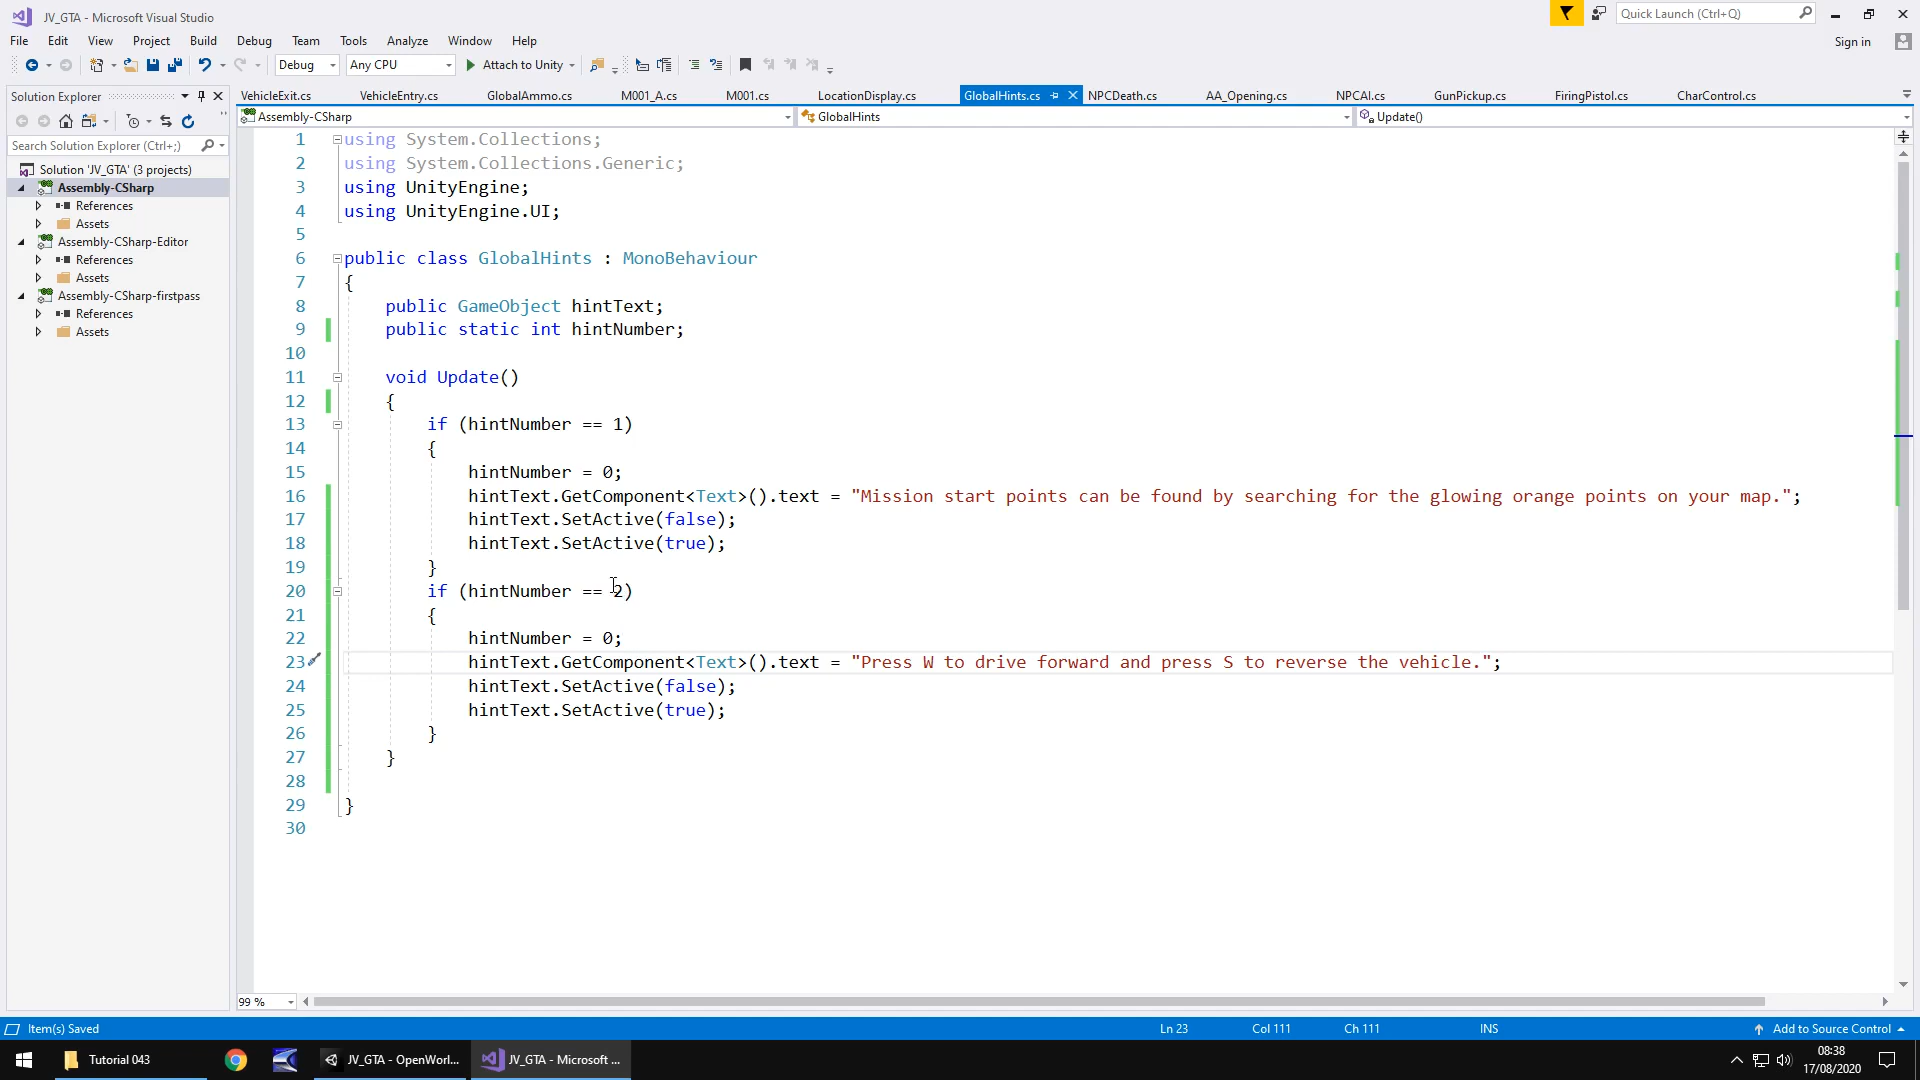 JV_GTA - Microsoft Visual Studio
Quick Launch (Ctrl+Q)
File Edit View Project Build Debug Team Tools Analyze Window Help
Sign in
Debug Any CPU Attach to Unity
Solution Explorer
VehicleExit.cs VehicleEntry.cs GlobalAmmo.cs M001_A.cs M001.cs LocationDisplay.cs GlobalHints.cs NPCDeath.cs AA_Opening.cs NPCAI.cs GunPickup.cs FiringPistol.cs CharControl.cs
Assembly-CSharp GlobalHints Update()
Search Solution Explorer (Ctrl+;)
Solution 'JV_GTA' (3 projects)
Assembly-CSharp
References
Assets
Assembly-CSharp-Editor
References
Assets
Assembly-CSharp-firstpass
References
Assets
1 using System.Collections;
2 using System.Collections.Generic;
3 using UnityEngine;
4 using UnityEngine.UI;
5
6 public class GlobalHints : MonoBehaviour
7 {
8 public GameObject hintText;
9 public static int hintNumber;
10
11 void Update()
12 {
13 if (hintNumber == 1)
14 {
15 hintNumber = 0;
16 hintText.GetComponent<Text>().text = "Mission start points can be found by searching for the glowing orange points on your map.";
17 hintText.SetActive(false);
18 hintText.SetActive(true);
19 }
20 if (hintNumber == 2)
21 {
22 hintNumber = 0;
23 hintText.GetComponent<Text>().text = "Press W to drive forward and press S to reverse the vehicle.";
24 hintText.SetActive(false);
25 hintText.SetActive(true);
26 }
27 }
28
29 }
30
99 %
Item(s) Saved Ln 23 Col 111 Ch 111 INS Add to Source Control
Tutorial 043 JV_GTA - OpenWorl... JV_GTA - Microsoft ...
08:38
17/08/2020